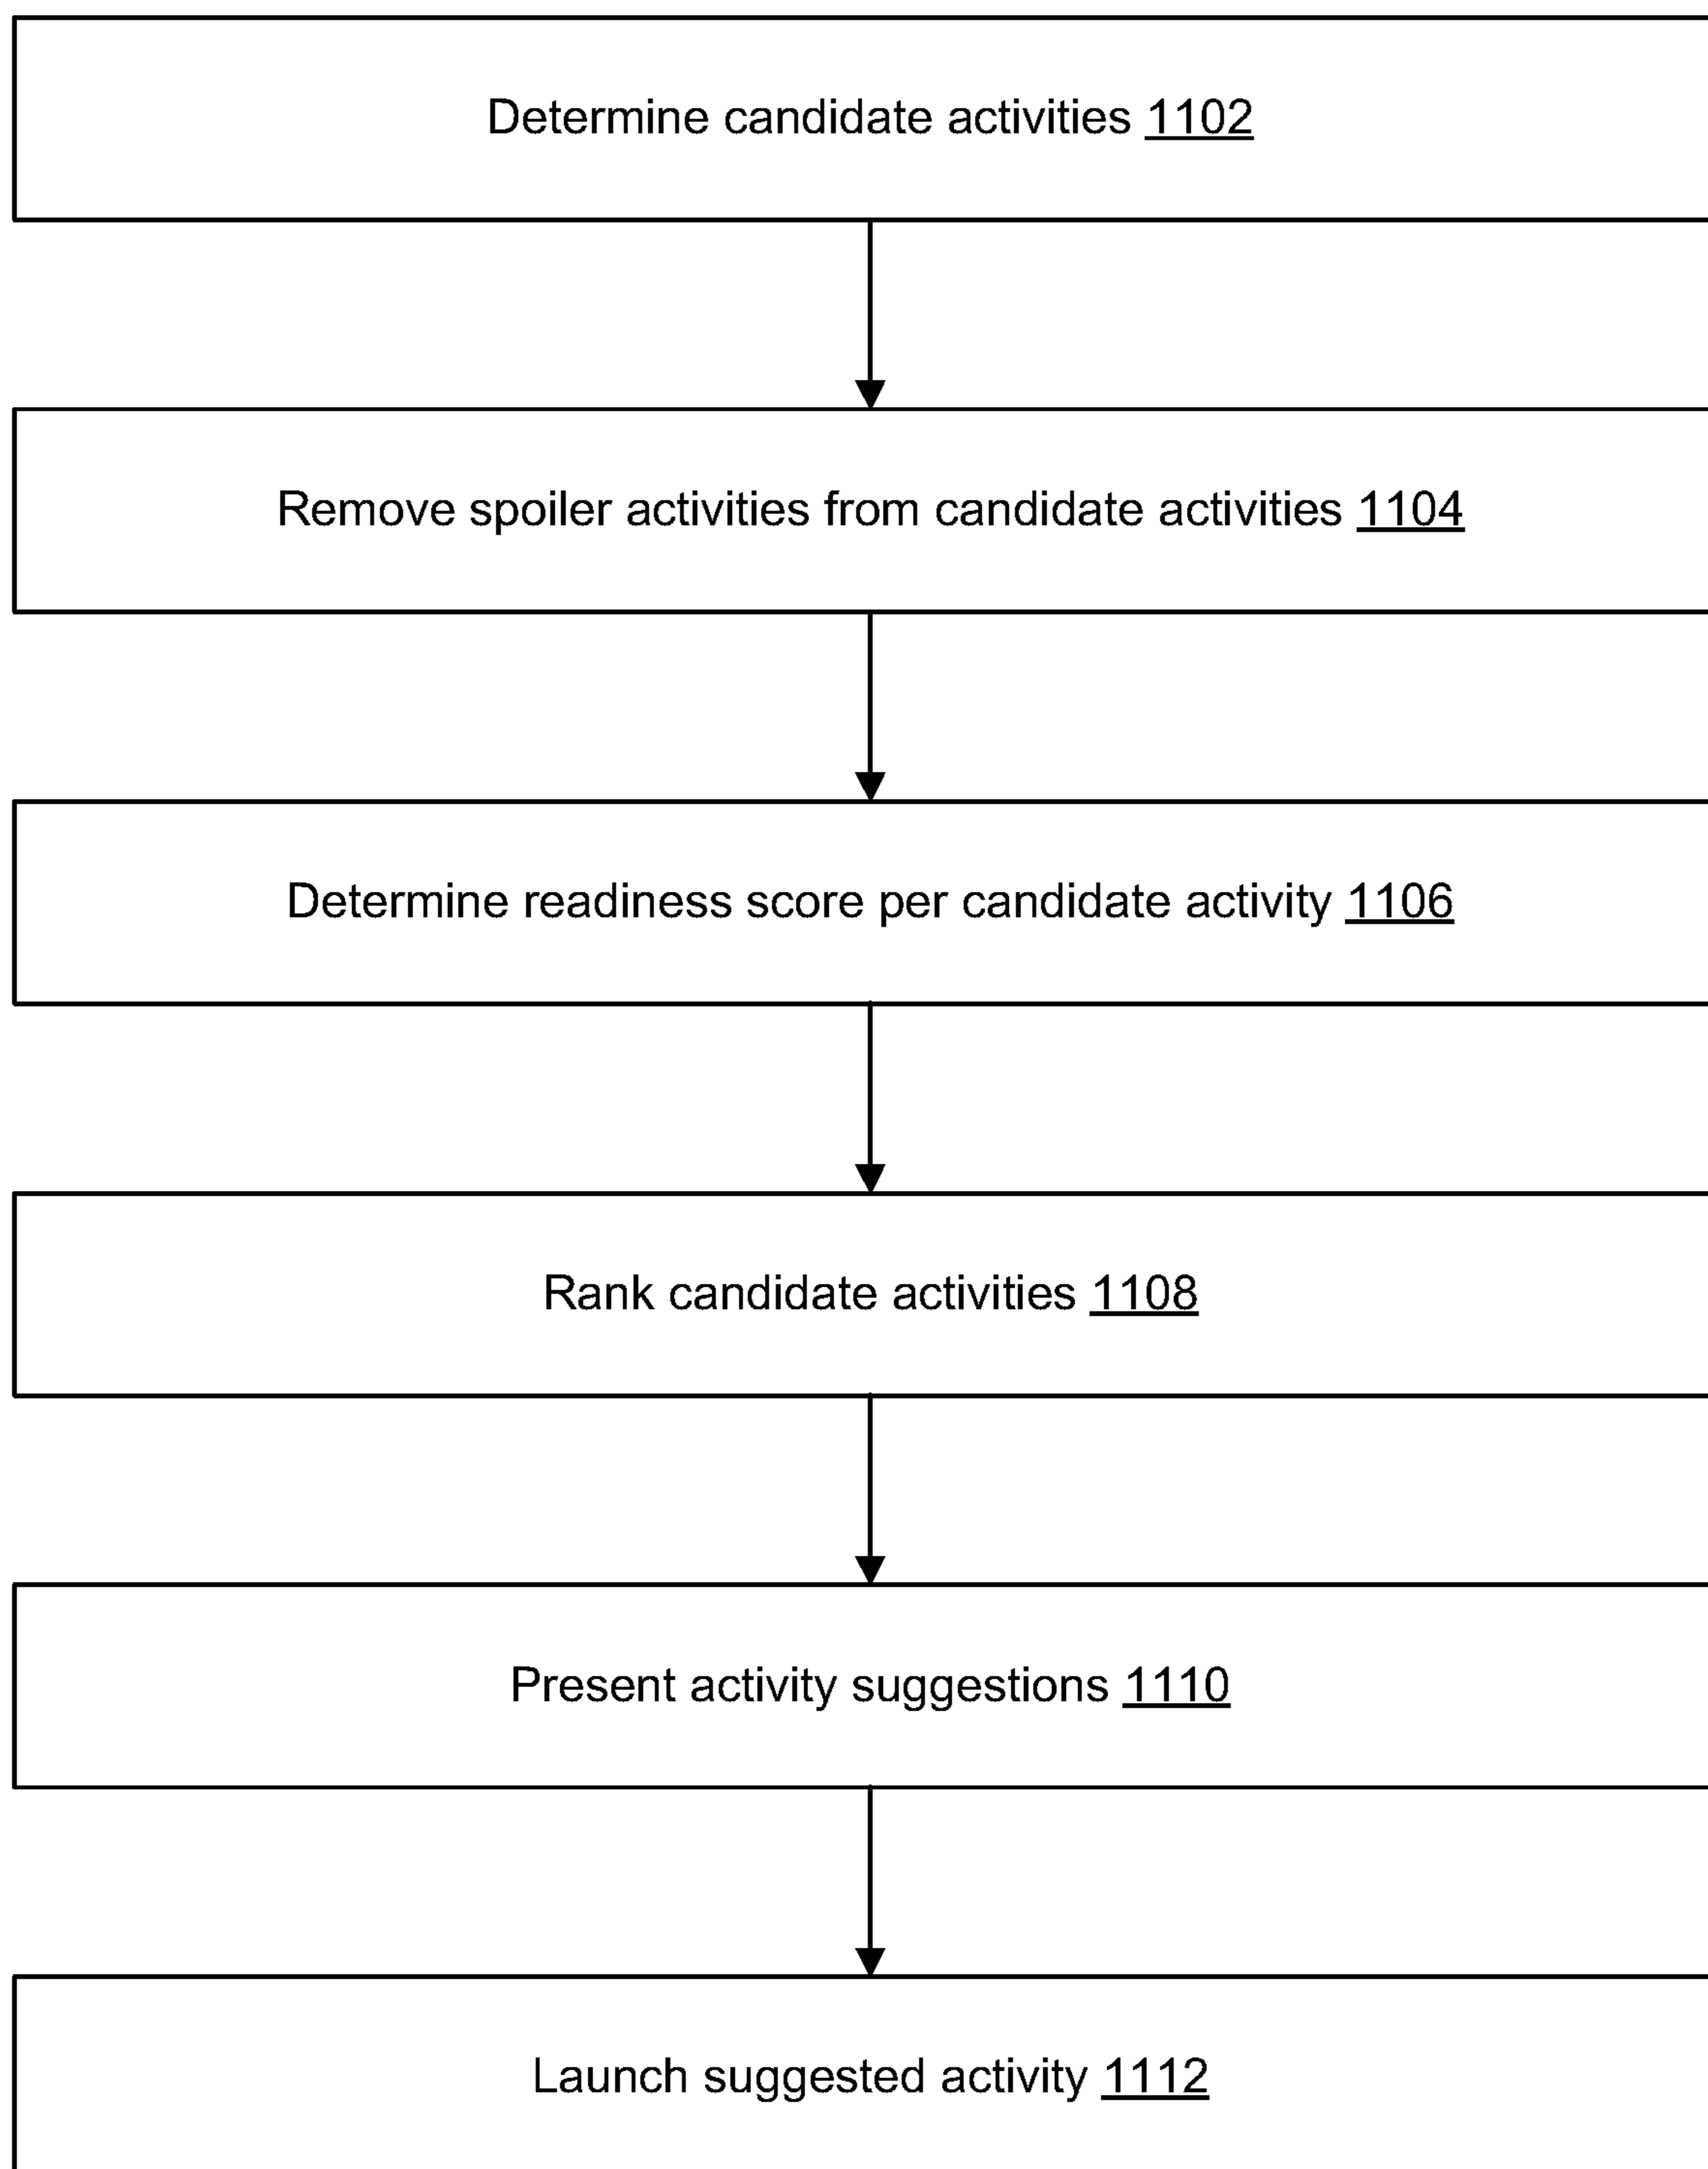 Determine candidate activities 1102
Remove spoiler activities from candidate activities 1104
Determine readiness score per candidate activity 1106
Rank candidate activities 1108
Present activity suggestions 1110
Launch suggested activity 1112